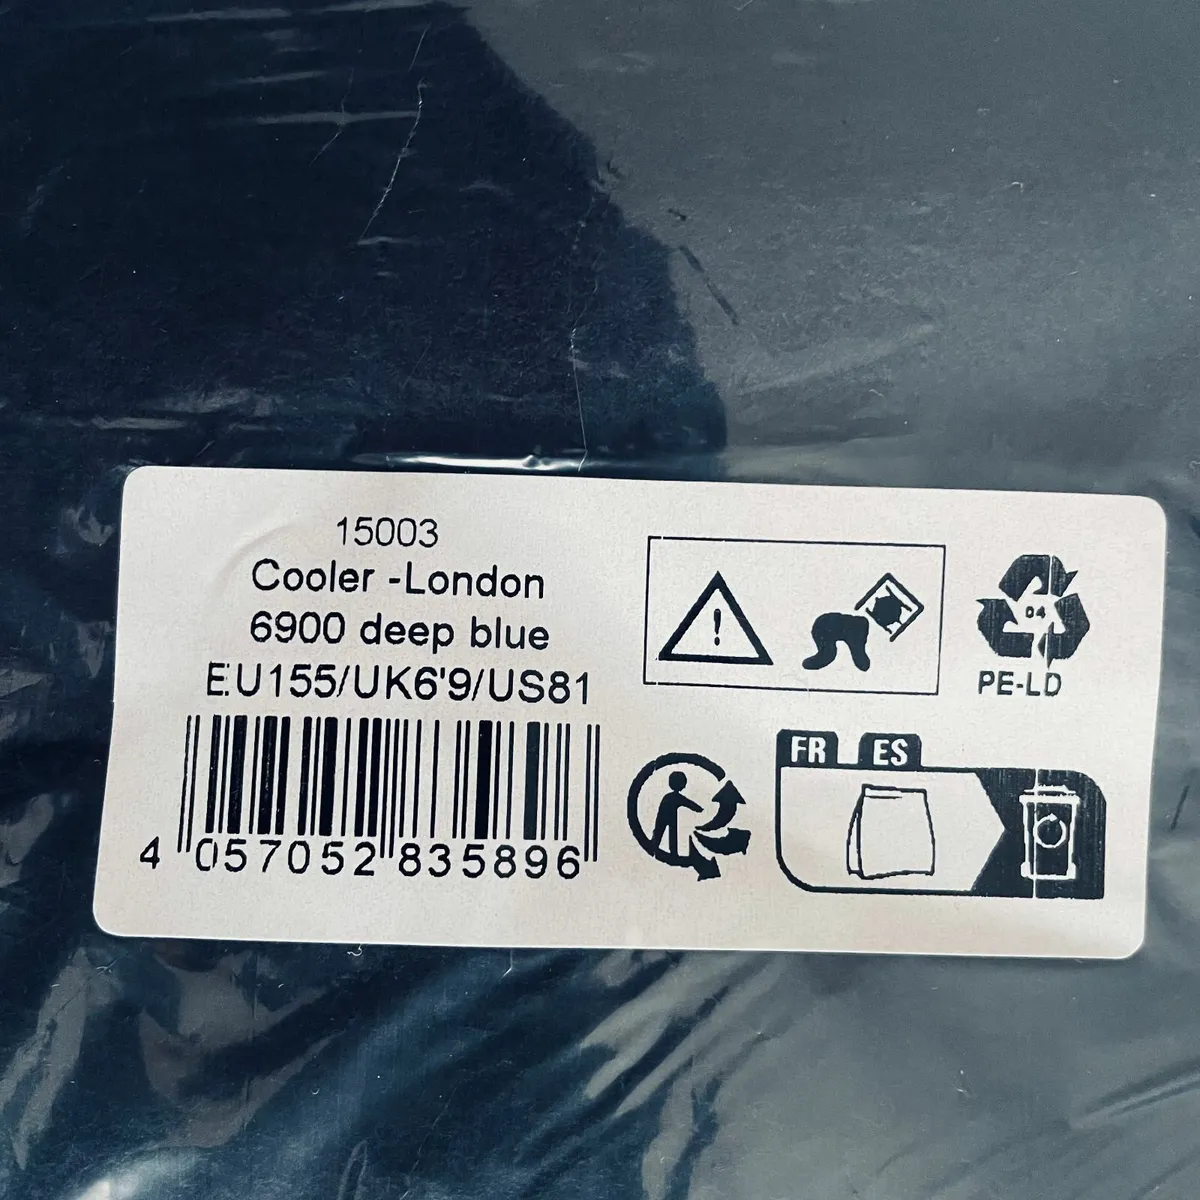 15003
Cooler -London
6900 deep blue
EU155/UK6'9/US81
4 057052 835896
!
04
PE-LD
FR ES